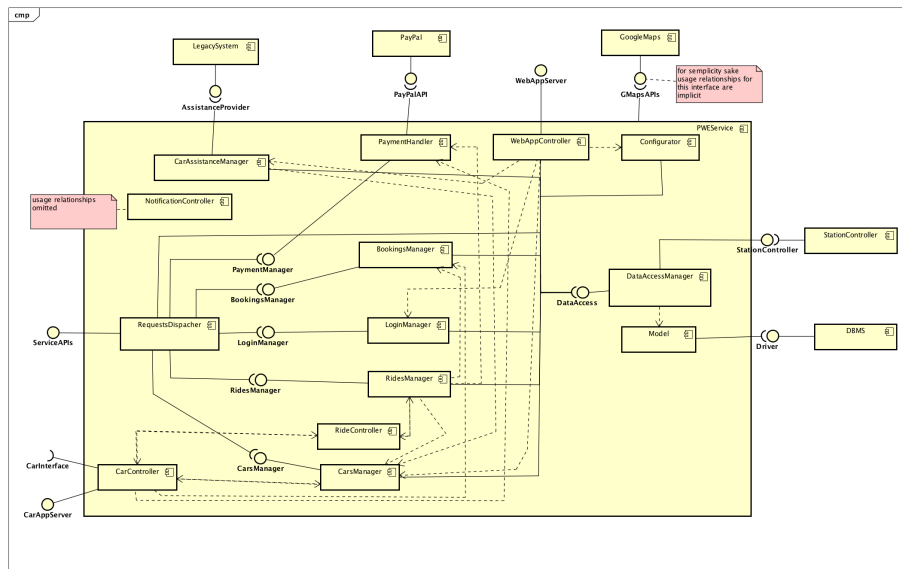 cmp
PayPal
GoogleMaps
LegacySystem
for semplicity sake
usage relationships for
this interface are
implicit
WebAppServer
PayPalAPI
GMapsAPIs
AssistanceProvider
PWEService
PaymentHandler
WebAppController
Configurator
CarAssistanceManager
usage relationships
omitted
NotificationController
StationController
StationController
BookingsManager
PaymentManager
DataAccessManager
BookingsManager
DataAccess
RequestsDispacher
LoginManager
ServiceAPIs
LoginManager
Model
DBMS
Driver
RidesManager
RidesManager
RideController
CarInterface
CarsManager
CarController
CarsManager
CarAppServer